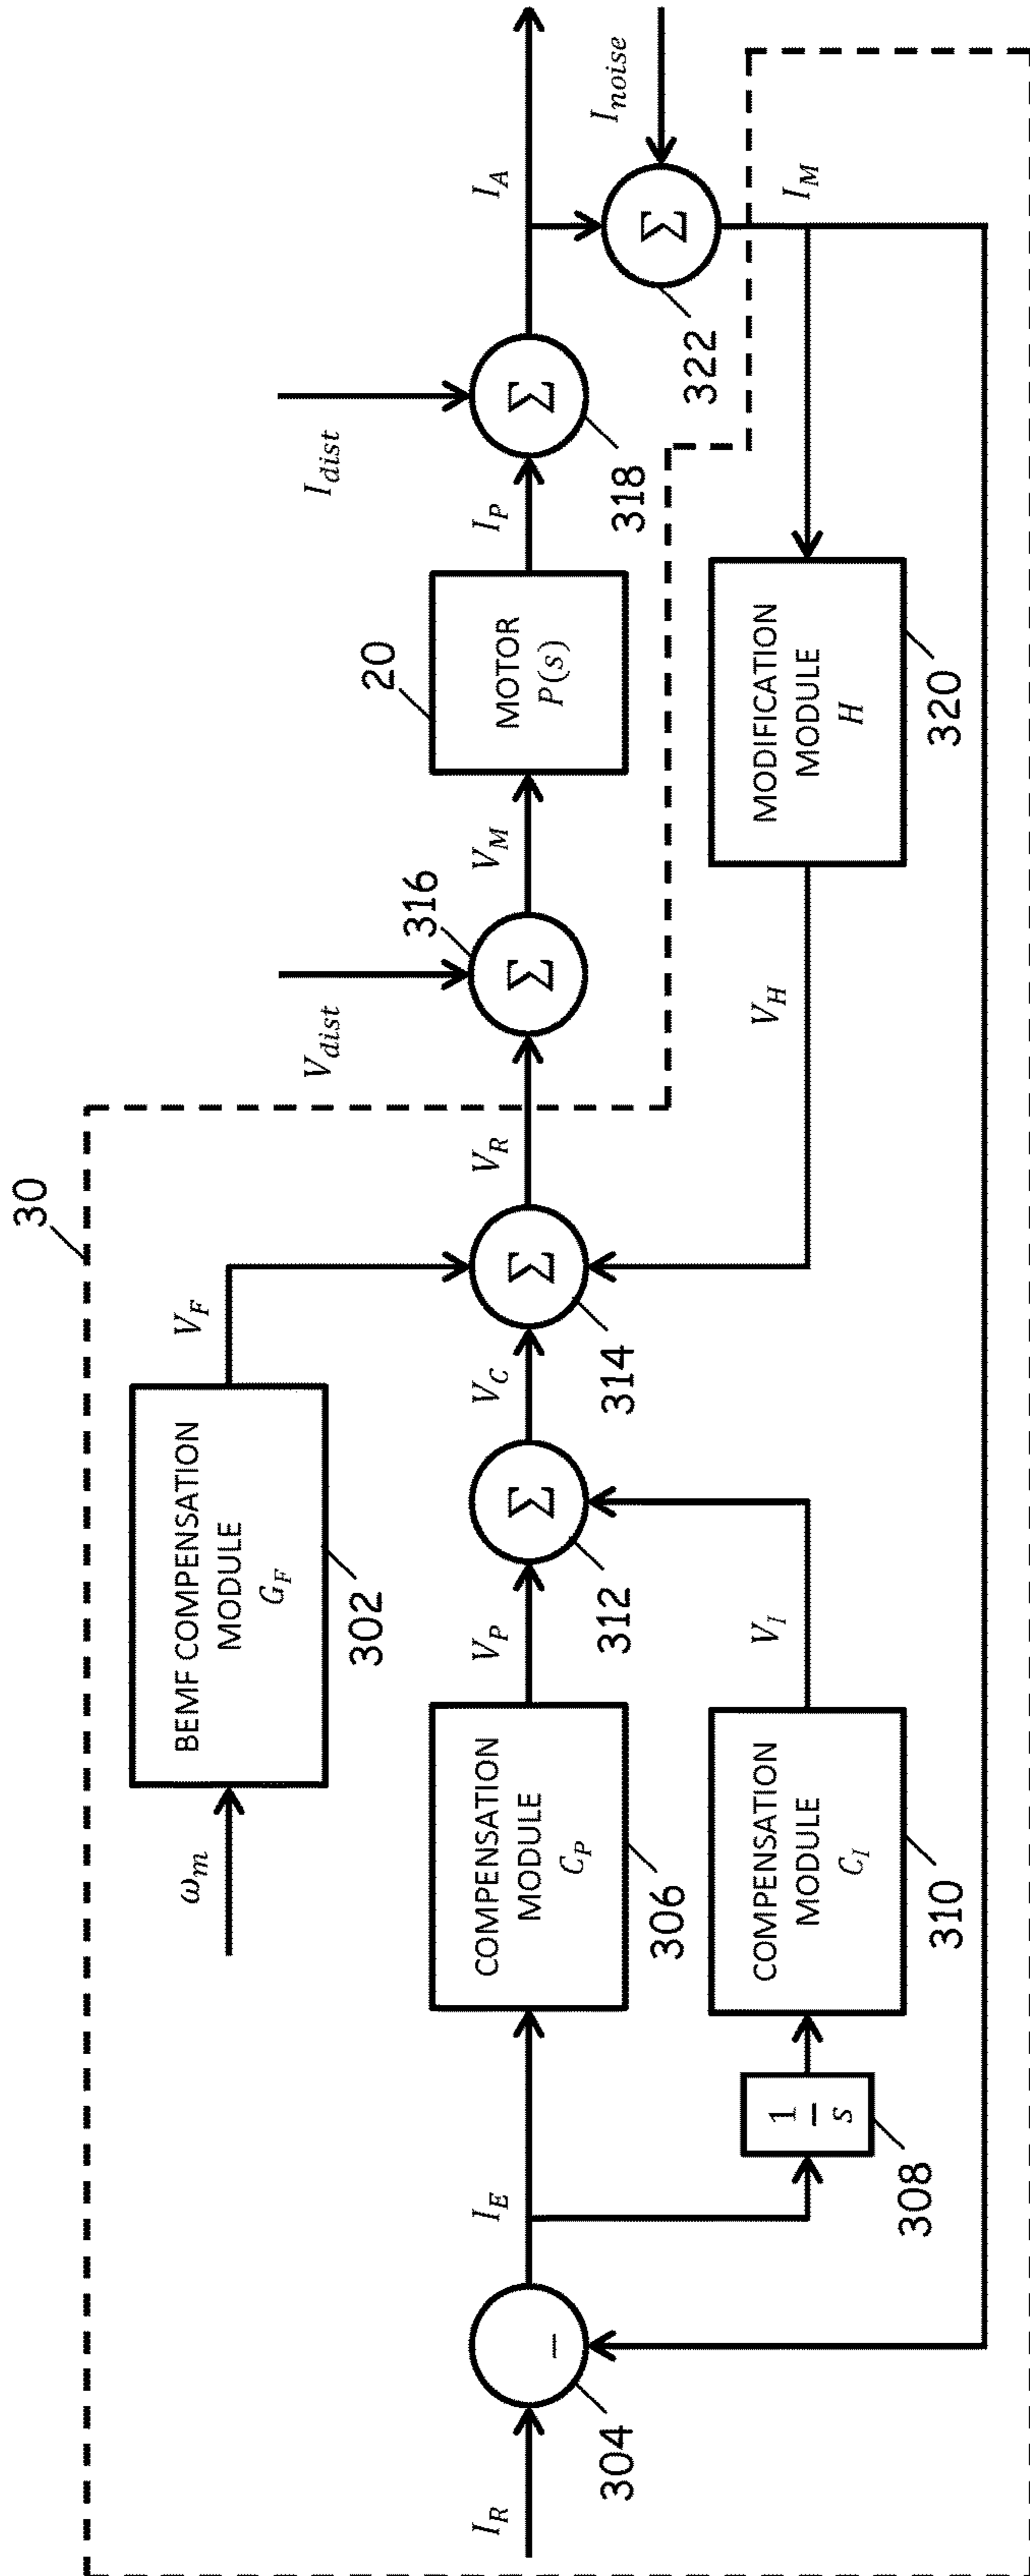 30
ω_m
BEMF COMPENSATION
MODULE
G_F
302
V_F
I_R
304
−
I_E
COMPENSATION
MODULE
C_P
306
V_P
1
s
308
COMPENSATION
MODULE
C_I
310
V_I
Σ
312
V_C
Σ
314
V_R
V_dist
Σ
316
V_M
20
MOTOR
P(s)
I_P
I_dist
Σ
318
I_A
I_noise
Σ
322
I_M
MODIFICATION
MODULE
H
320
V_H